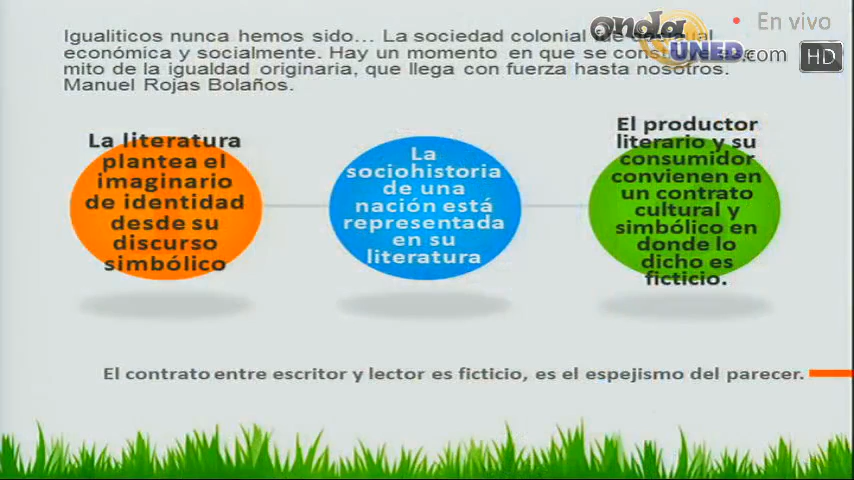 Igualiticos nunca hemos sido... La sociedad colonial
económica y socialmente. Hay un momento en que se
mito de la igualdad originaria, que llega con fuerza hasta nosotros.
Manuel Rojas Bolaños.
onda
UNED.com
• En vivo
HD
La literatura
plantea el
imaginario
de identidad
desde su
discurso
simbólico
La
sociohistoria
de una
nación está
representada
en su
literatura
El productor
literario y su
consumidor
convienen en
un contrato
cultural y
simbólico en
donde lo
dicho es
ficticio.
El contrato entre escritor y lector es ficticio, es el espejismo del parecer.